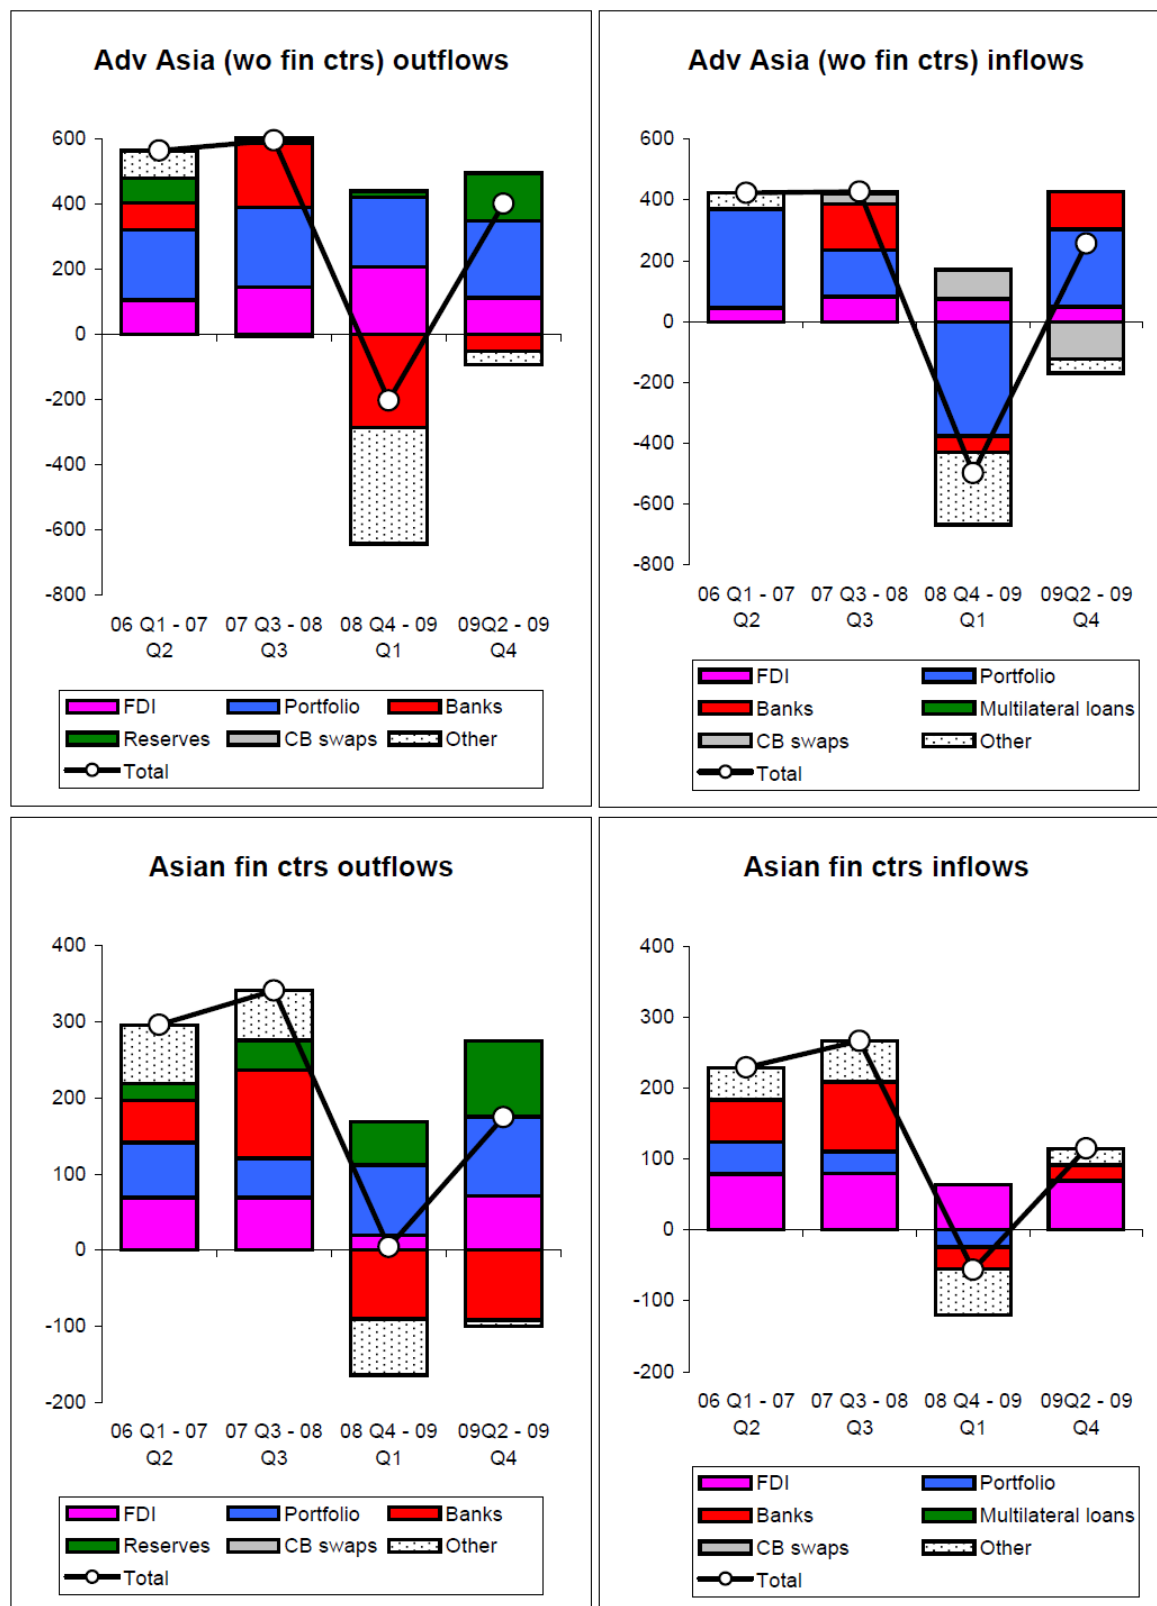 Adv Asia (wo fin ctrs) outflows
600
400
200
0
-200
-400
-600
-800
06 Q1 - 07 Q2
07 Q3 - 08 Q3
08 Q4 - 09 Q1
09Q2 - 09 Q4
FDI Portfolio Banks
Reserves CB swaps Other
Total
Adv Asia (wo fin ctrs) inflows
600
400
200
0
-200
-400
-600
-800
06 Q1 - 07 Q2
07 Q3 - 08 Q3
08 Q4 - 09 Q1
09Q2 - 09 Q4
FDI Portfolio
Banks Multilateral loans
CB swaps Other
Total
Asian fin ctrs outflows
400
300
200
100
0
-100
-200
06 Q1 - 07 Q2
07 Q3 - 08 Q3
08 Q4 - 09 Q1
09Q2 - 09 Q4
FDI Portfolio Banks
Reserves CB swaps Other
Total
Asian fin ctrs inflows
400
300
200
100
0
-100
-200
06 Q1 - 07 Q2
07 Q3 - 08 Q3
08 Q4 - 09 Q1
09Q2 - 09 Q4
FDI Portfolio
Banks Multilateral loans
CB swaps Other
Total